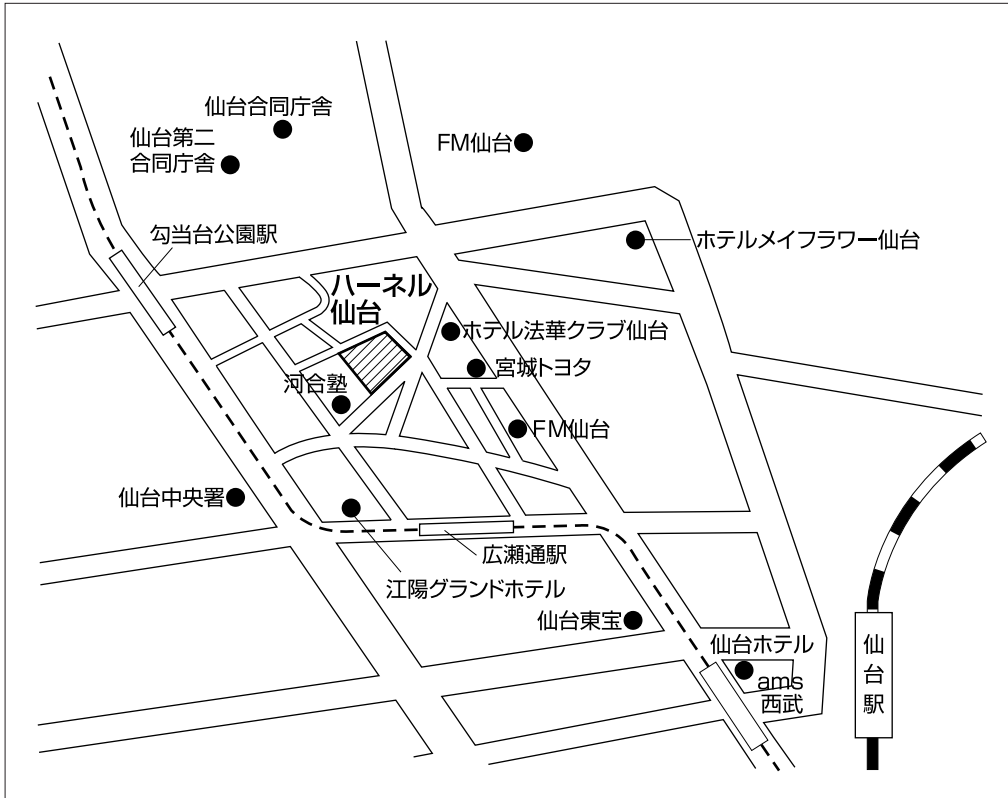 仙台合同庁舎
仙台第二
合同庁舎
FM仙台
勾当台公園駅
ホテルメイフラワー仙台
ハーネル
仙台
ホテル法華クラブ仙台
宮城トヨタ
河合塾
FM仙台
仙台中央署
広瀬通駅
江陽グランドホテル
仙台東宝
仙台ホテル
ams
西武
仙台駅